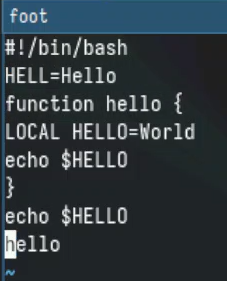 foot
#!/bin/bash
HELL=Hello
function hello {
LOCAL HELLO=World
echo $HELLO
}
echo $HELLO
hello
~